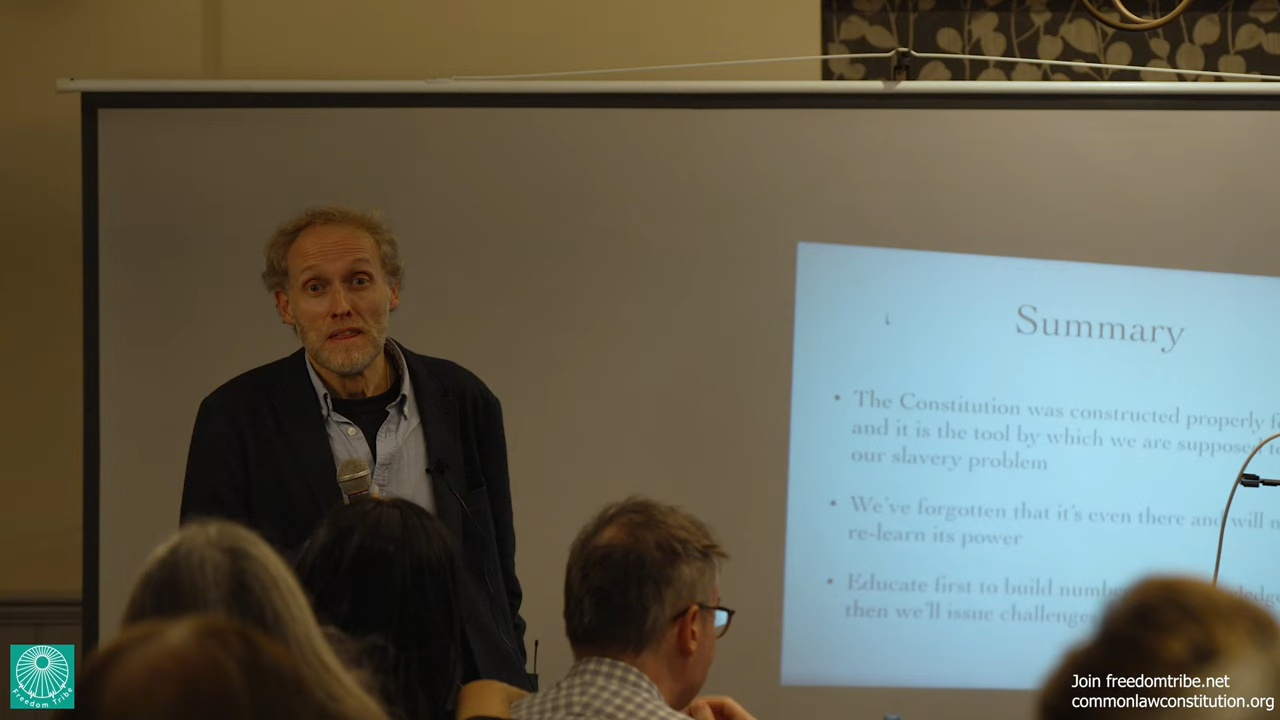 Summary
• The Constitution was constructed properly
and it is the tool by which we are supposed
our slavery problem
• We've forgotten that it's even there and will
re-learn its power
• Educate first to build
then we'll issue
Freedom Tribe
Join freedomtribe.net
commonlawconstitution.org